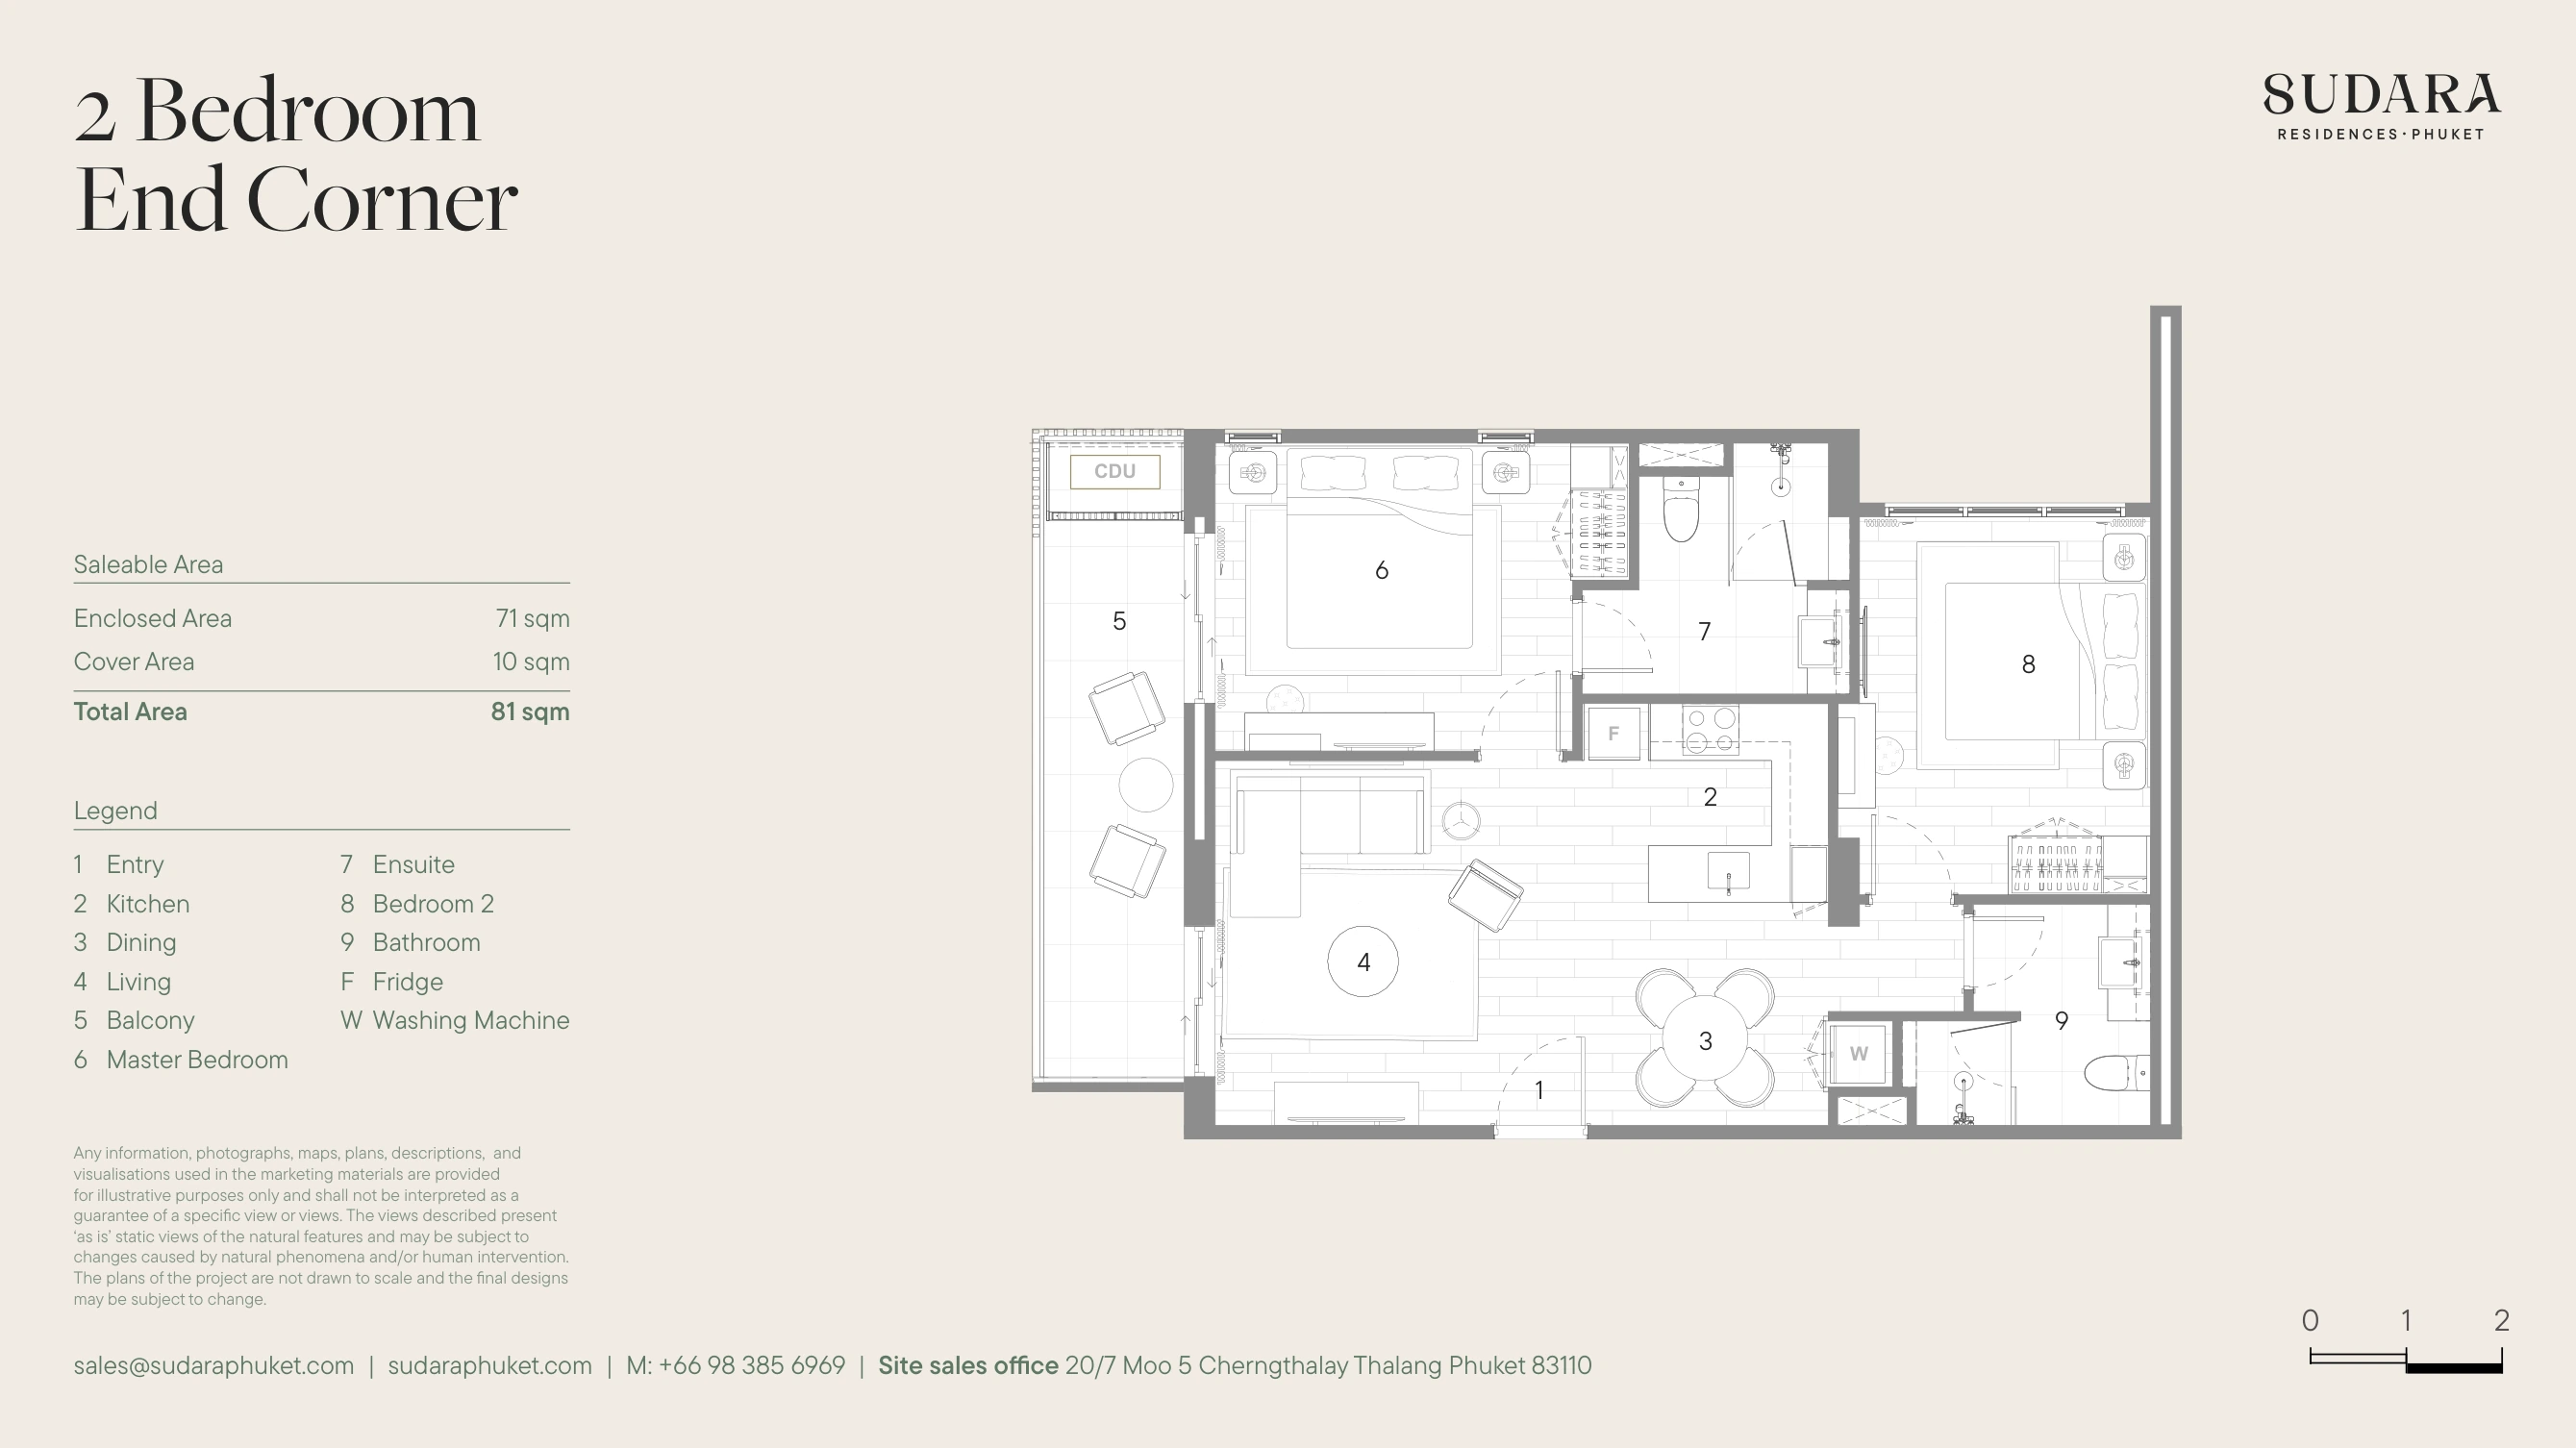 2 Bedroom
End Corner
SUDARA
RESIDENCES·PHUKET
Saleable Area
Enclosed Area 71 sqm
Cover Area 10 sqm
Total Area 81 sqm
Legend
1 Entry
2 Kitchen
3 Dining
4 Living
5 Balcony
6 Master Bedroom
7 Ensuite
8 Bedroom 2
9 Bathroom
F Fridge
W Washing Machine
Any information, photographs, maps, plans, descriptions, and
visualisations used in the marketing materials are provided
for illustrative purposes only and shall not be interpreted as a
guarantee of a specific view or views. The views described present
‘as is’ static views of the natural features and may be subject to
changes caused by natural phenomena and/or human intervention.
The plans of the project are not drawn to scale and the final designs
may be subject to change.
CDU
6
5
7
8
F
2
4
3
9
W
1
0 1 2
sales@sudaraphuket.com | sudaraphuket.com | M: +66 98 385 6969 | Site sales office 20/7 Moo 5 Cherngthalay Thalang Phuket 83110